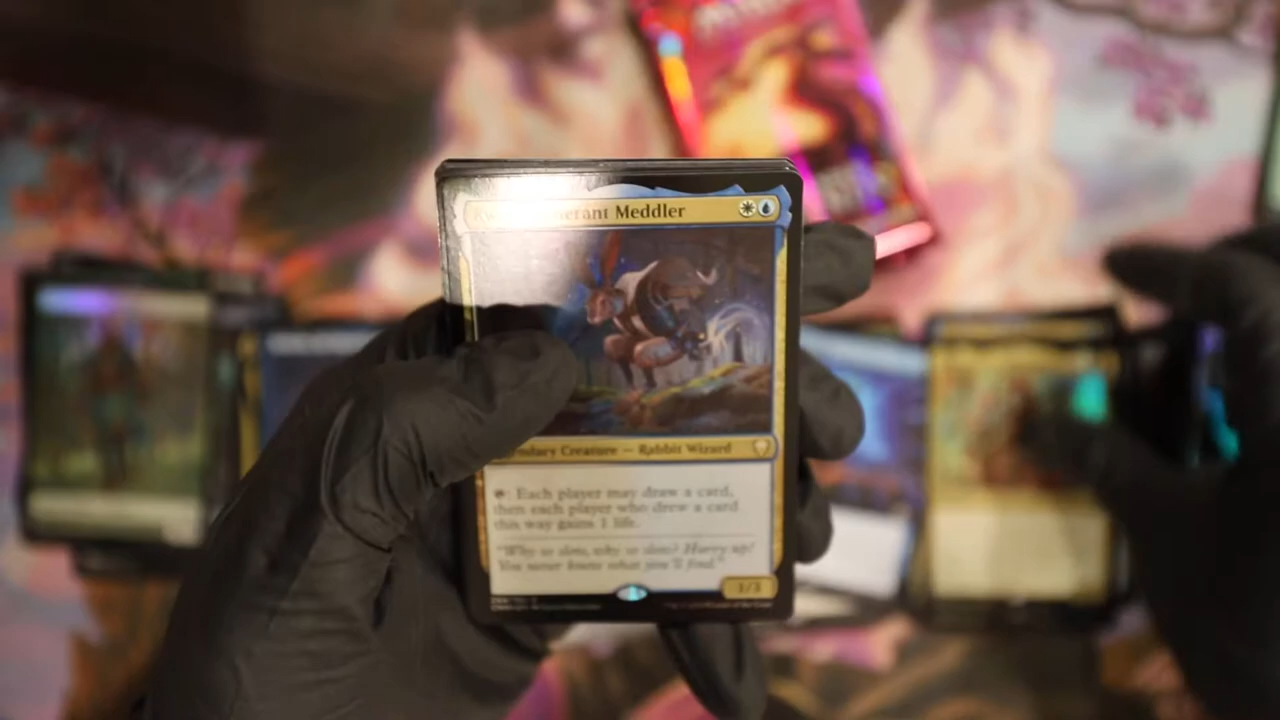 Meddler
Legendary Creature — Rabbit Wizard
: Each player may draw a card,
then each player who drew a card
this way gains 1 life.
"Why so slow, why so slow? Hurry up!
You never know what you'll find."
1/3